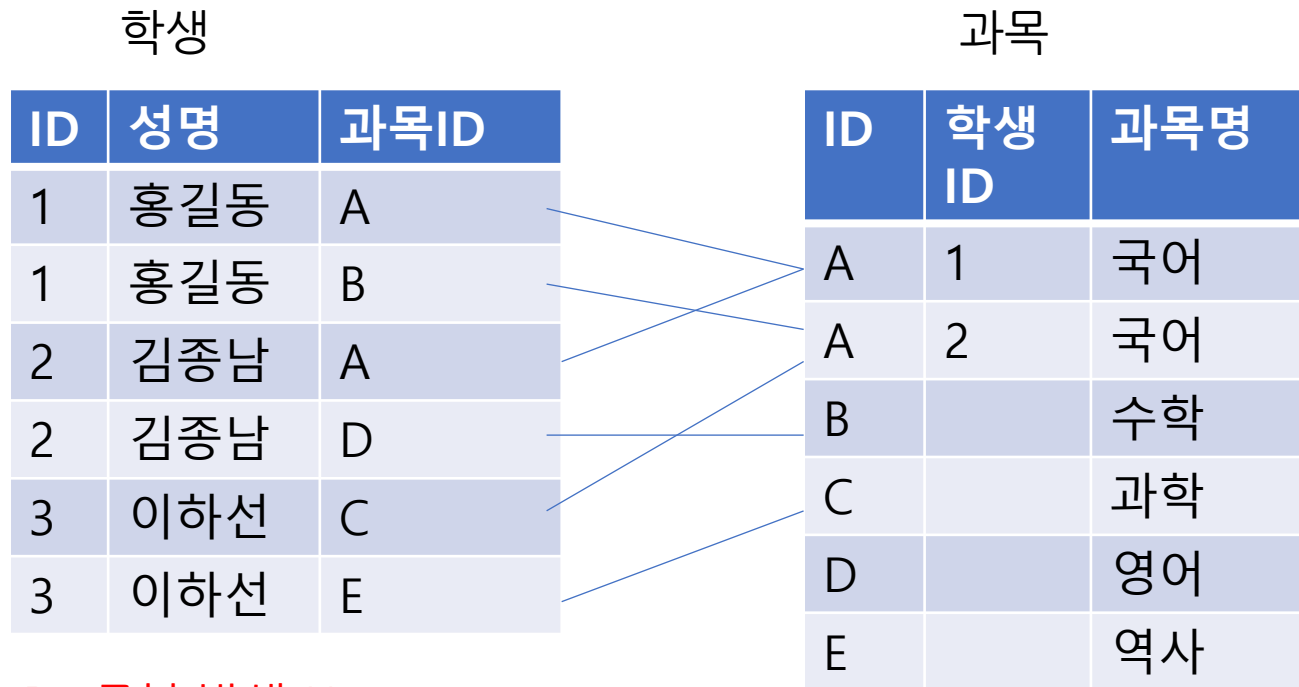 학생
ID 성명 과목ID
1 홍길동 A
1 홍길동 B
2 김종남 A
2 김종남 D
3 이하선 C
3 이하선 E
과목
ID 학생 과목명
ID
A 1 국어
A 2 국어
B 수학
C 과학
D 영어
E 역사